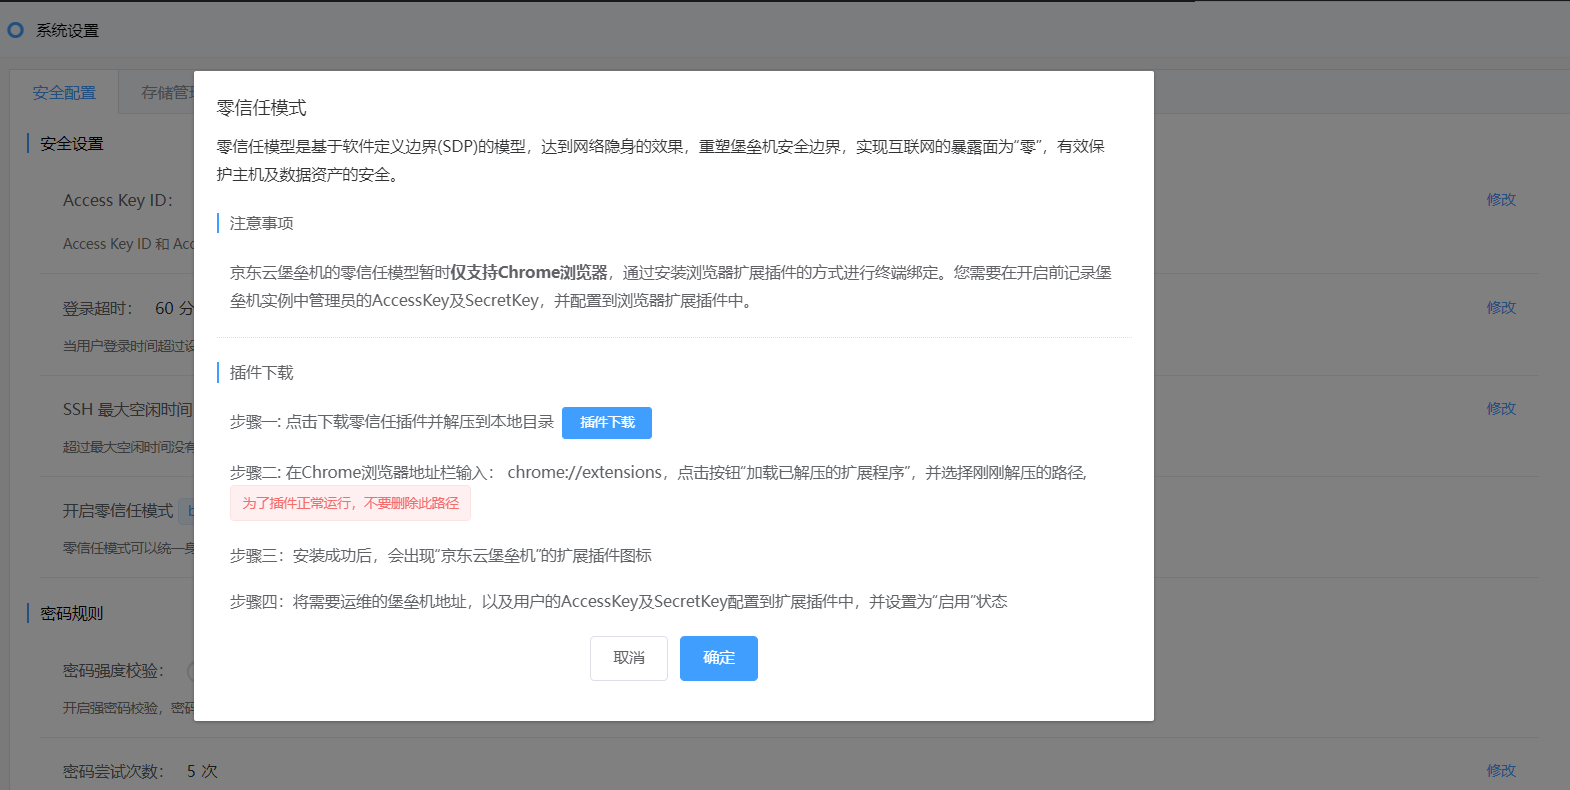 系统设置
安全配置
存储管
安全设置
Access Key ID：
修改
Access Key ID 和 Acc
登录超时： 60 分
修改
当用户登录时间超过设
SSH 最大空闲时间
修改
超过最大空闲时间没有
开启零信任模式
零信任模式可以统一身
密码规则
密码强度校验：
开启强密码校验，密码
密码尝试次数： 5 次
修改
零信任模式
零信任模型是基于软件定义边界(SDP)的模型，达到网络隐身的效果，重塑堡垒机安全边界，实现互联网的暴露面为“零”，有效保
护主机及数据资产的安全。
注意事项
京东云堡垒机的零信任模型暂时仅支持Chrome浏览器，通过安装浏览器扩展插件的方式进行终端绑定。您需要在开启前记录堡
垒机实例中管理员的AccessKey及SecretKey，并配置到浏览器扩展插件中。
插件下载
步骤一: 点击下载零信任插件并解压到本地目录 插件下载
步骤二: 在Chrome浏览器地址栏输入： chrome://extensions，点击按钮“加载已解压的扩展程序”，并选择刚刚解压的路径,
为了插件正常运行，不要删除此路径
步骤三：安装成功后，会出现“京东云堡垒机”的扩展插件图标
步骤四：将需要运维的堡垒机地址，以及用户的AccessKey及SecretKey配置到扩展插件中，并设置为“启用”状态
取消 确定